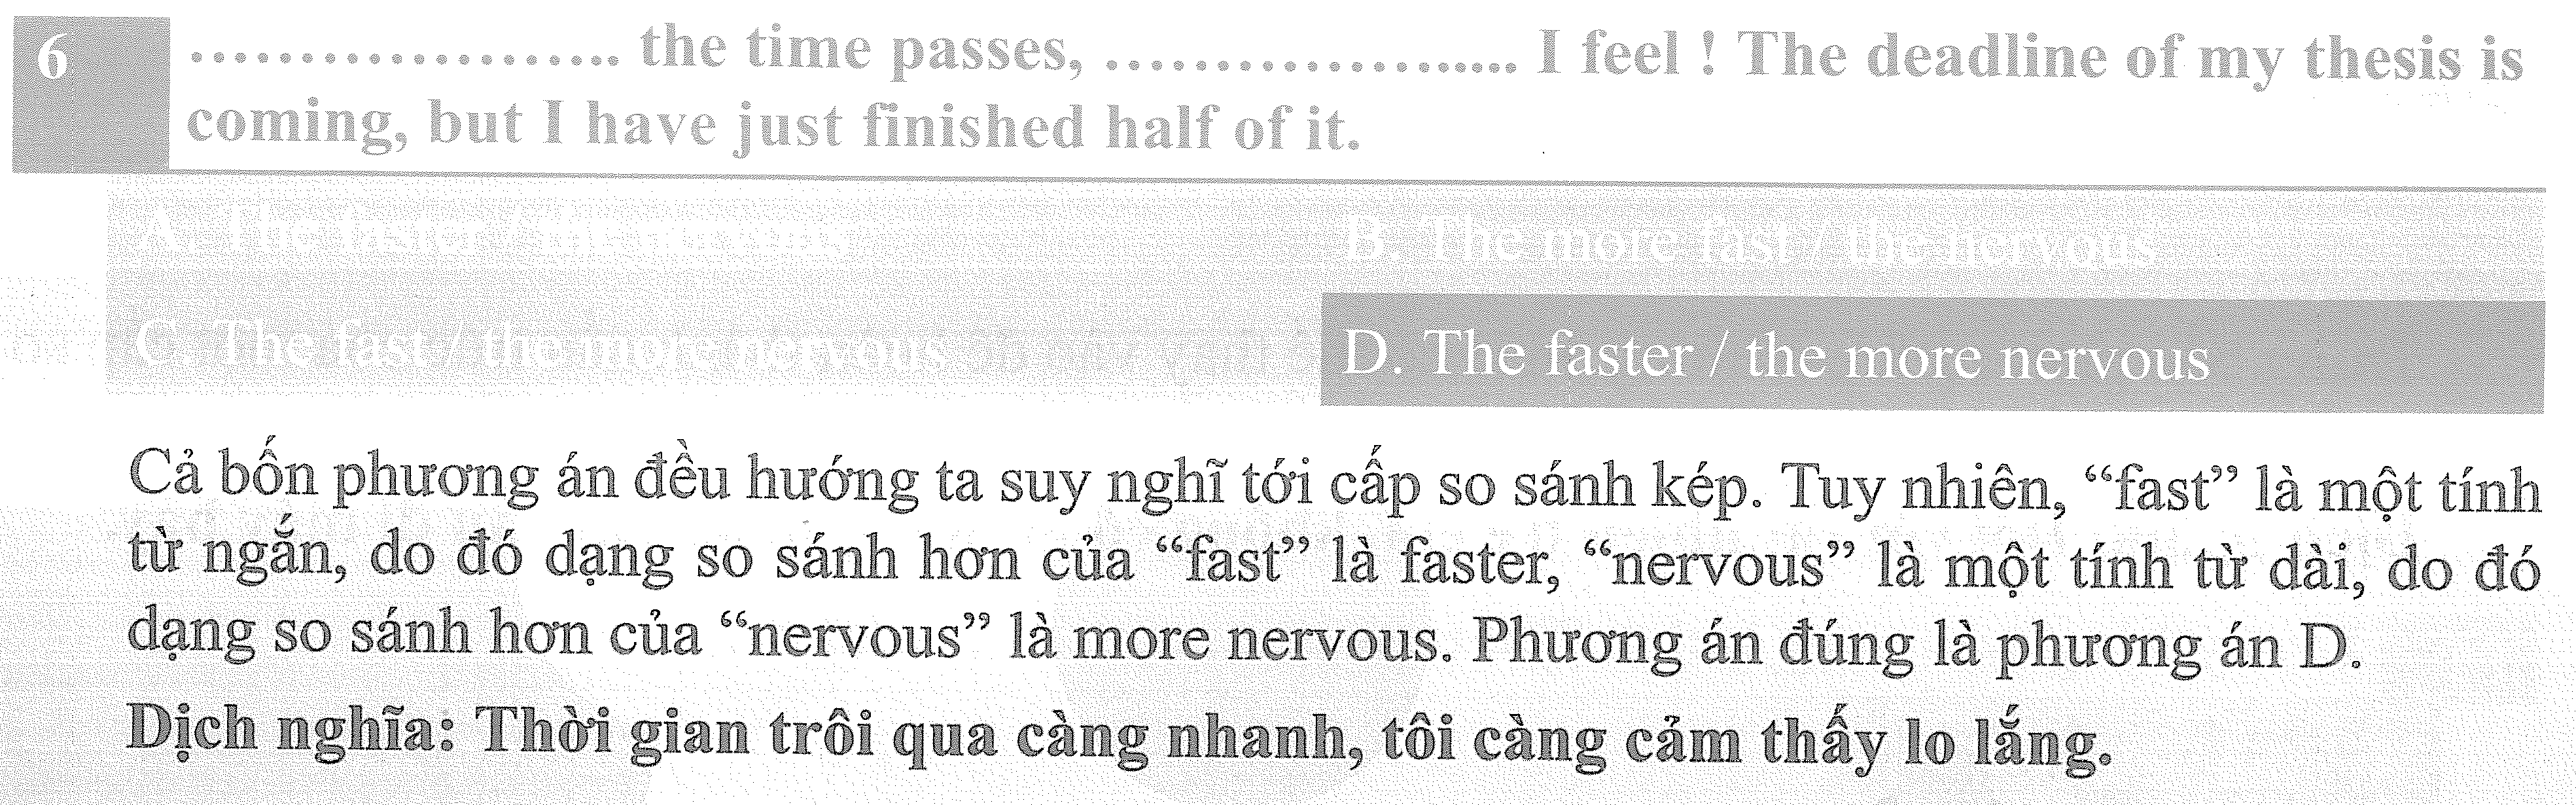 6 ................... the time passes, ................... I feel ! The deadline of my thesis is
coming, but I have just finished half of it.
A. The faster / the nervous
B. The more fast / the nervous
C. The fast / the more nervous
D. The faster / the more nervous
Cả bốn phương án đều hướng ta suy nghĩ tới cấp so sánh kép. Tuy nhiên, “fast” là một tính
từ ngắn, do đó dạng so sánh hơn của “fast” là faster, “nervous” là một tính từ dài, do đó
dạng so sánh hơn của “nervous” là more nervous. Phương án đúng là phương án D.
Dịch nghĩa: Thời gian trôi qua càng nhanh, tôi càng cảm thấy lo lắng.